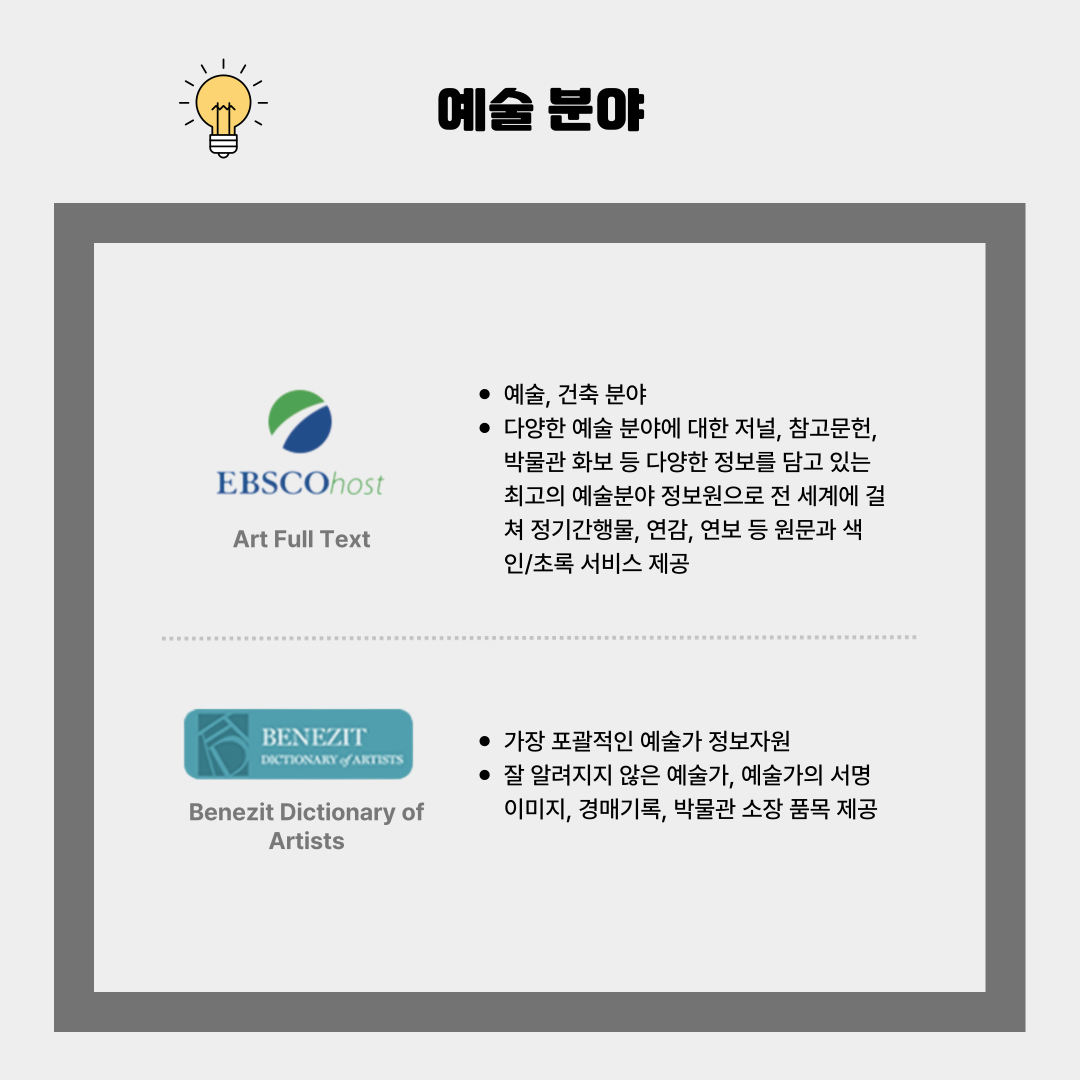 예술 분야
EBSCOhost
Art Full Text
• 예술, 건축 분야
• 다양한 예술 분야에 대한 저널, 참고문헌,
박물관 화보 등 다양한 정보를 담고 있는
최고의 예술분야 정보원으로 전 세계에 걸
쳐 정기간행물, 연감, 연보 등 원문과 색
인/초록 서비스 제공
BENEZIT
DICTIONARY of ARTISTS
Benezit Dictionary of
Artists
• 가장 포괄적인 예술가 정보자원
• 잘 알려지지 않은 예술가, 예술가의 서명
이미지, 경매기록, 박물관 소장 품목 제공